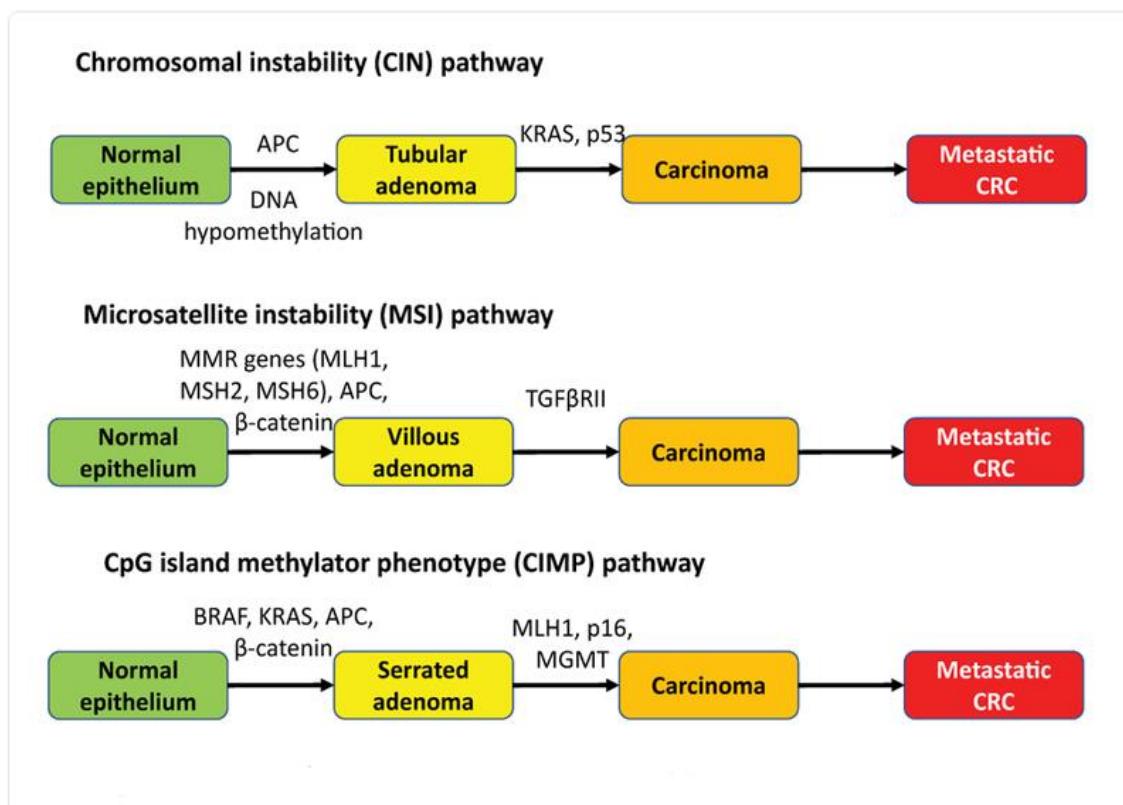 Chromosomal instability (CIN) pathway
Normal
epithelium
APC
DNA
hypomethylation
Tubular
adenoma
KRAS, p53
Carcinoma
Metastatic
CRC
Microsatellite instability (MSI) pathway
Normal
epithelium
MMR genes (MLH1,
MSH2, MSH6), APC,
β-catenin
Villous
adenoma
TGFβRII
Carcinoma
Metastatic
CRC
CpG island methylator phenotype (CIMP) pathway
Normal
epithelium
BRAF, KRAS, APC,
β-catenin
Serrated
adenoma
MLH1, p16,
MGMT
Carcinoma
Metastatic
CRC